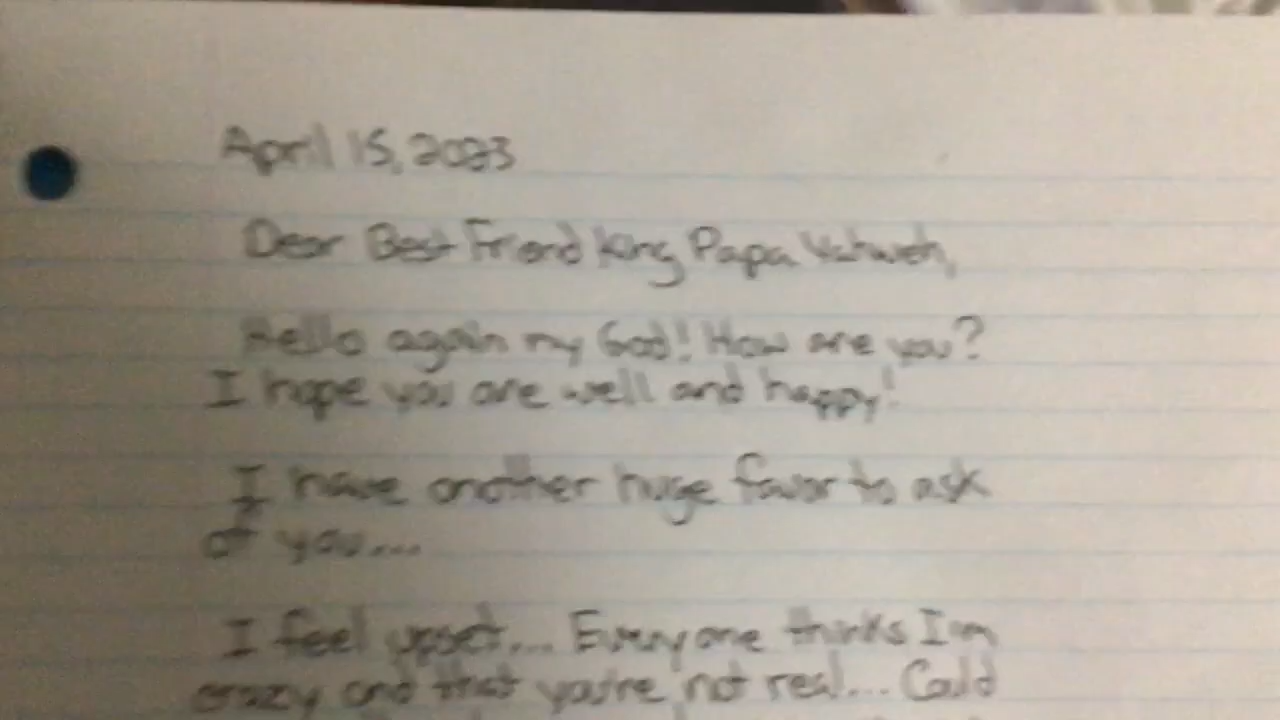 April 15, 2023
Dear Best Friend King Papa Yahweh,
Hello again my God! How are you?
I hope you are well and happy!
I have another huge favor to ask
of you....
I feel upset.... Everyone thinks I'm
crazy and that you're not real.... Could